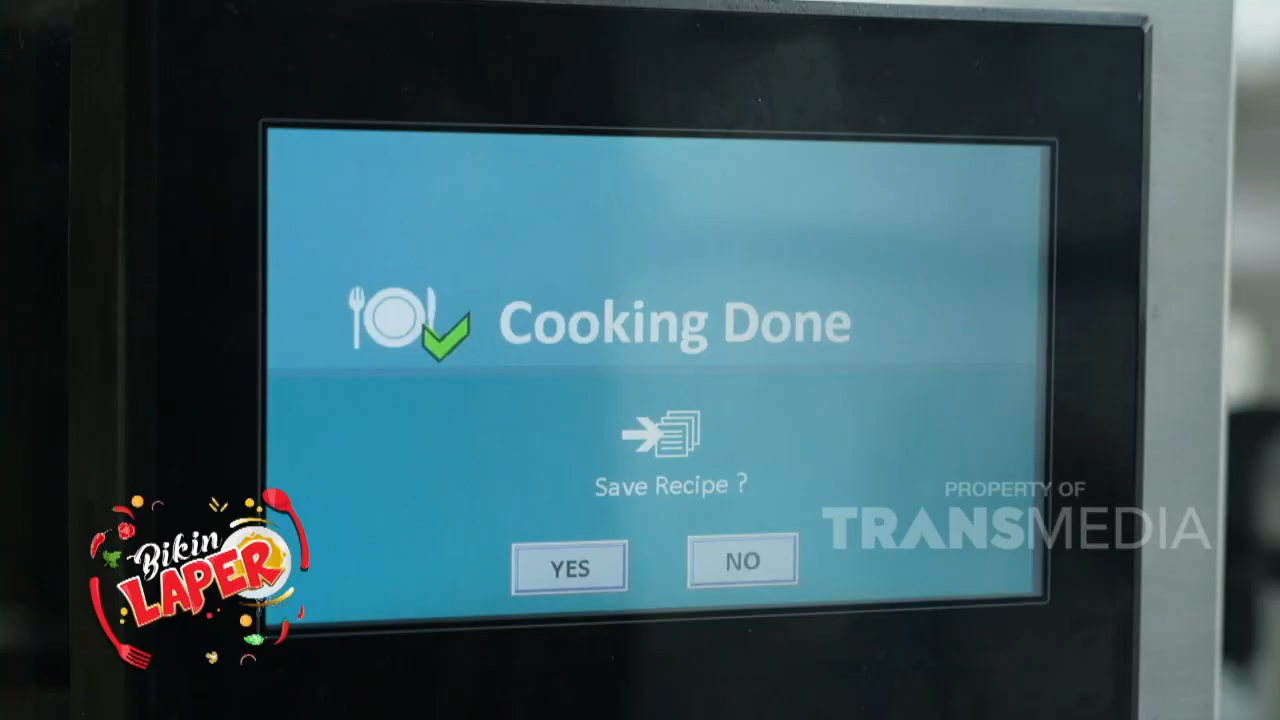 Cooking Done
Save Recipe ?
YES
NO
PROPERTY OF
TRANSMEDIA
Bikin
LAPER